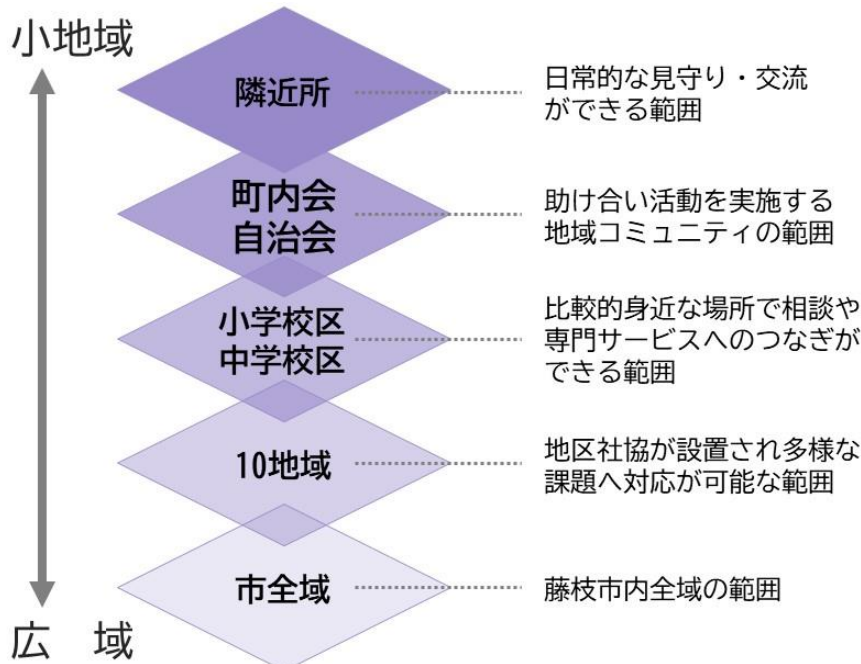 小地域
隣近所
日常的な見守り・交流
ができる範囲
町内会
自治会
助け合い活動を実施する
地域コミュニティの範囲
小学校区
中学校区
比較的身近な場所で相談や
専門サービスへのつなぎが
できる範囲
10地域
地区社協が設置され多様な
課題へ対応が可能な範囲
市全域
藤枝市内全域の範囲
広　域